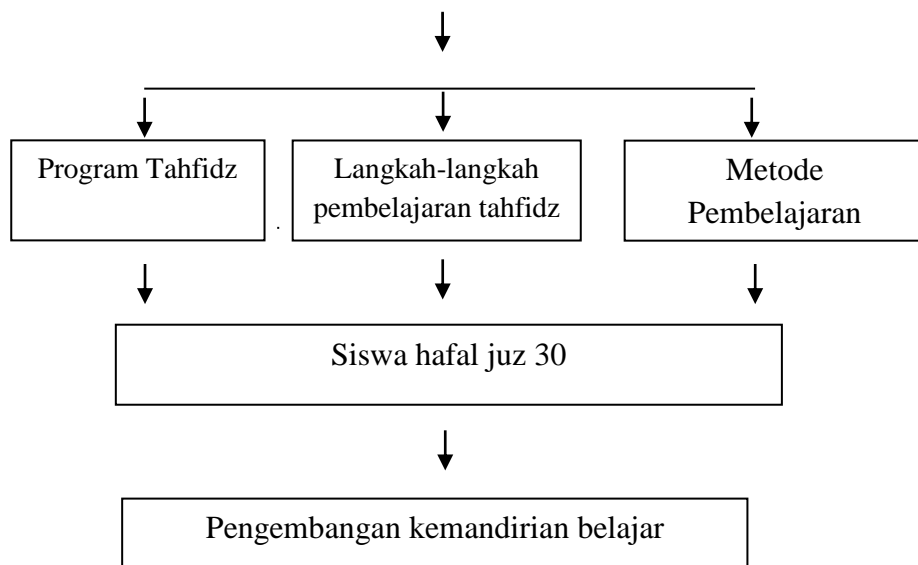 Program Tahfidz
Langkah-langkah
pembelajaran tahfidz
Metode
Pembelajaran
Siswa hafal juz 30
Pengembangan kemandirian belajar